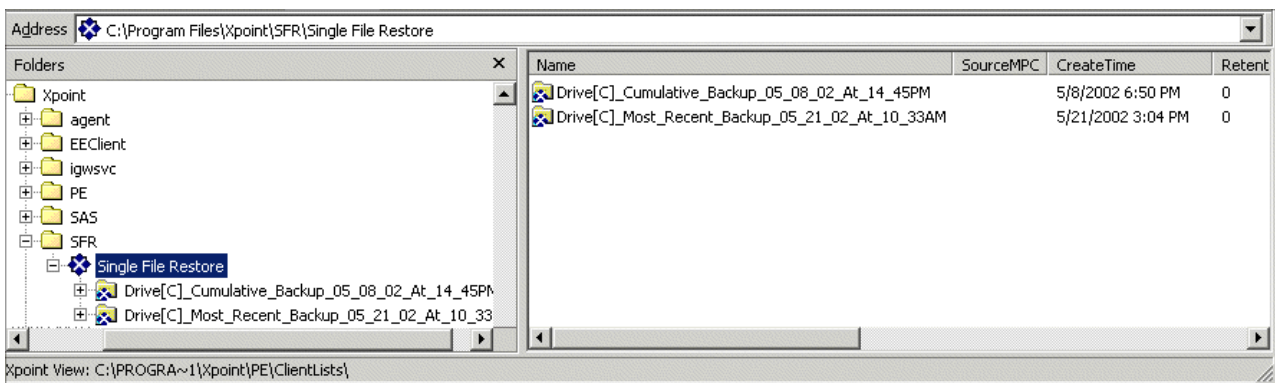 Address C:\Program Files\Xpoint\SFR\Single File Restore
Folders
Xpoint
agent
EEClient
igwsvc
PE
SAS
SFR
Single File Restore
Drive[C]_Cumulative_Backup_05_08_02_At_14_45PM
Drive[C]_Most_Recent_Backup_05_21_02_At_10_33
Name SourceMPC CreateTime Retent
Drive[C]_Cumulative_Backup_05_08_02_At_14_45PM 5/8/2002 6:50 PM 0
Drive[C]_Most_Recent_Backup_05_21_02_At_10_33AM 5/21/2002 3:04 PM 0
Xpoint View: C:\PROGRA~1\Xpoint\PE\ClientLists\